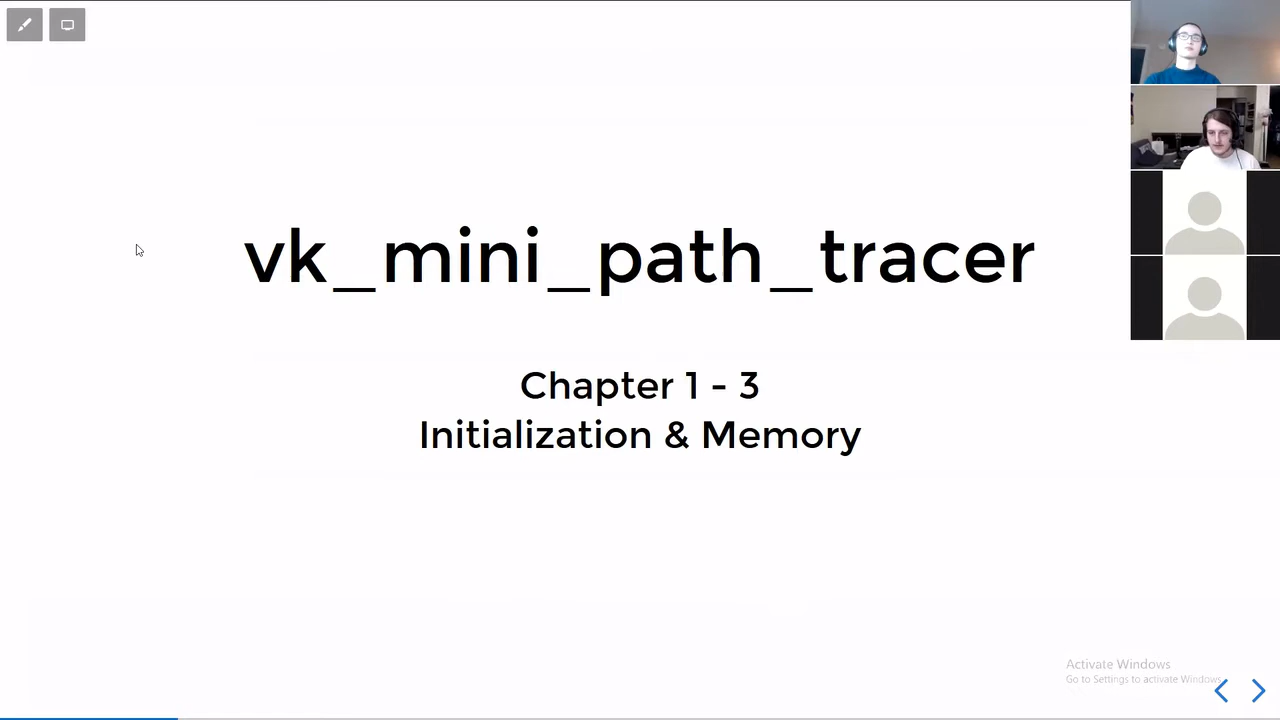 vk_mini_path_tracer
Chapter 1 - 3
Initialization & Memory
Activate Windows
Go to Settings to activate Windows.